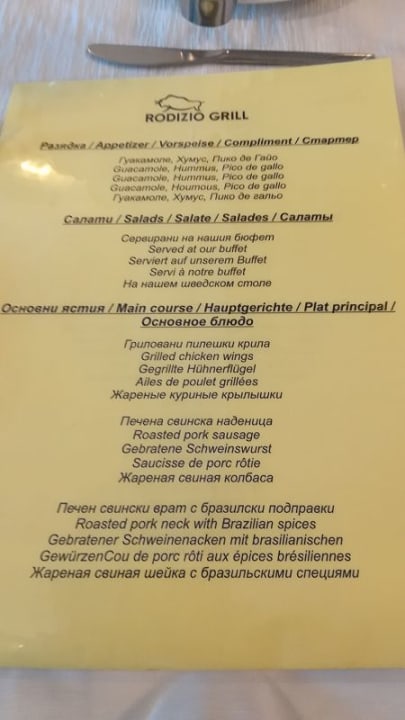 RODIZIO GRILL
Разядка / Appetizer / Vorspeise / Compliment / Стартер
Гуакамоле, Хумус, Пико де Гайо
Guacamole, Hummus, Pico de gallo
Guacamole, Hummus, Pico de gallo
Guacamole, Houmous, Pico de gallo
Гуакамоле, Хумус, Пико де гальо
Салати / Salads / Salate / Salades / Салаты
Сервирани на нашия бюфет
Served at our buffet
Serviert auf unserem Buffet
Servi à notre buffet
На нашем шведском столе
Основни ястия / Main course / Hauptgerichte / Plat principal /
Основное блюдо
Гриловани пилешки крила
Grilled chicken wings
Gegrillte Hühnerflügel
Ailes de poulet grillées
Жареные куриные крылышки
Печена свинска наденица
Roasted pork sausage
Gebratene Schweinswurst
Saucisse de porc rôtie
Жареная свиная колбаса
Печен свински врат с бразилски подправки
Roasted pork neck with Brazilian spices
Gebratener Schweinenacken mit brasilianischen
GewürzenCou de porc rôti aux épices brésiliennes
Жареная свиная шейка с бразильскими специями